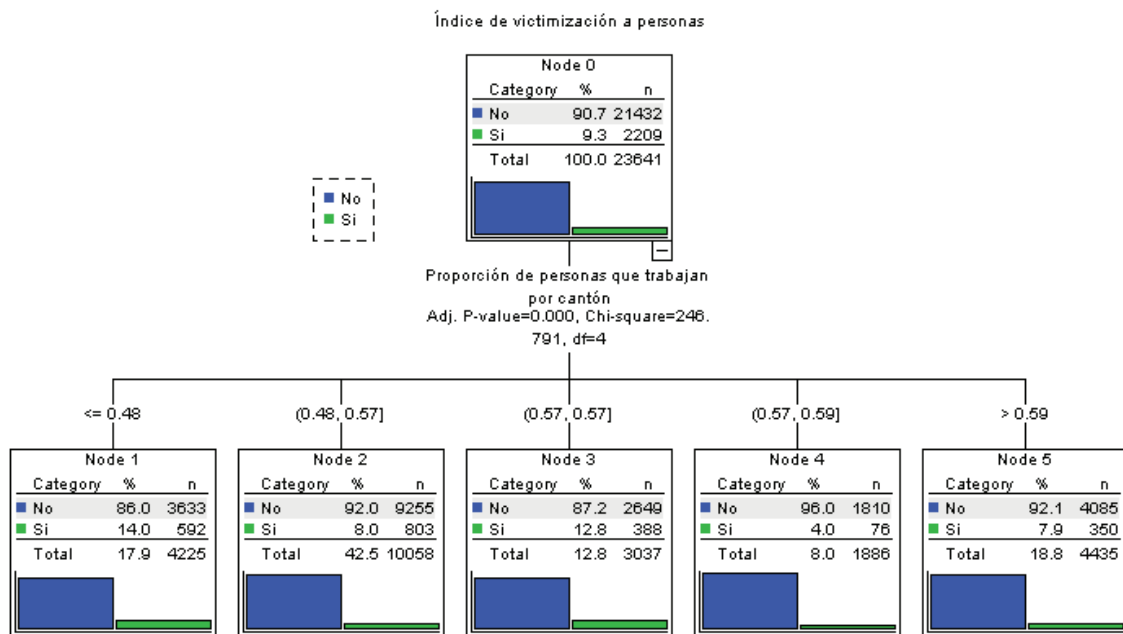 Índice de victimización a personas
Node 0
Category % n
No 90.7 21432
Si 9.3 2209
Total 100.0 23641
No
Si
Proporción de personas que trabajan
por cantón
Adj. P-value=0.000, Chi-square=246.
791, df=4
<= 0.48
(0.48, 0.57]
(0.57, 0.57]
(0.57, 0.59]
> 0.59
Node 1
Category % n
No 86.0 3633
Si 14.0 592
Total 17.9 4225
Node 2
Category % n
No 92.0 9255
Si 8.0 803
Total 42.5 10058
Node 3
Category % n
No 87.2 2649
Si 12.8 388
Total 12.8 3037
Node 4
Category % n
No 96.0 1810
Si 4.0 76
Total 8.0 1886
Node 5
Category % n
No 92.1 4085
Si 7.9 350
Total 18.8 4435